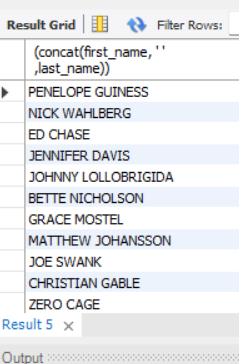 Result Grid Filter Rows:
(concat(first_name, ' '
,last_name))
PENELOPE GUINESS
NICK WAHLBERG
ED CHASE
JENNIFER DAVIS
JOHNNY LOLLOBRIGIDA
BETTE NICHOLSON
GRACE MOSTEL
MATTHEW JOHANSSON
JOE SWANK
CHRISTIAN GABLE
ZERO CAGE
Result 5 ×
Output